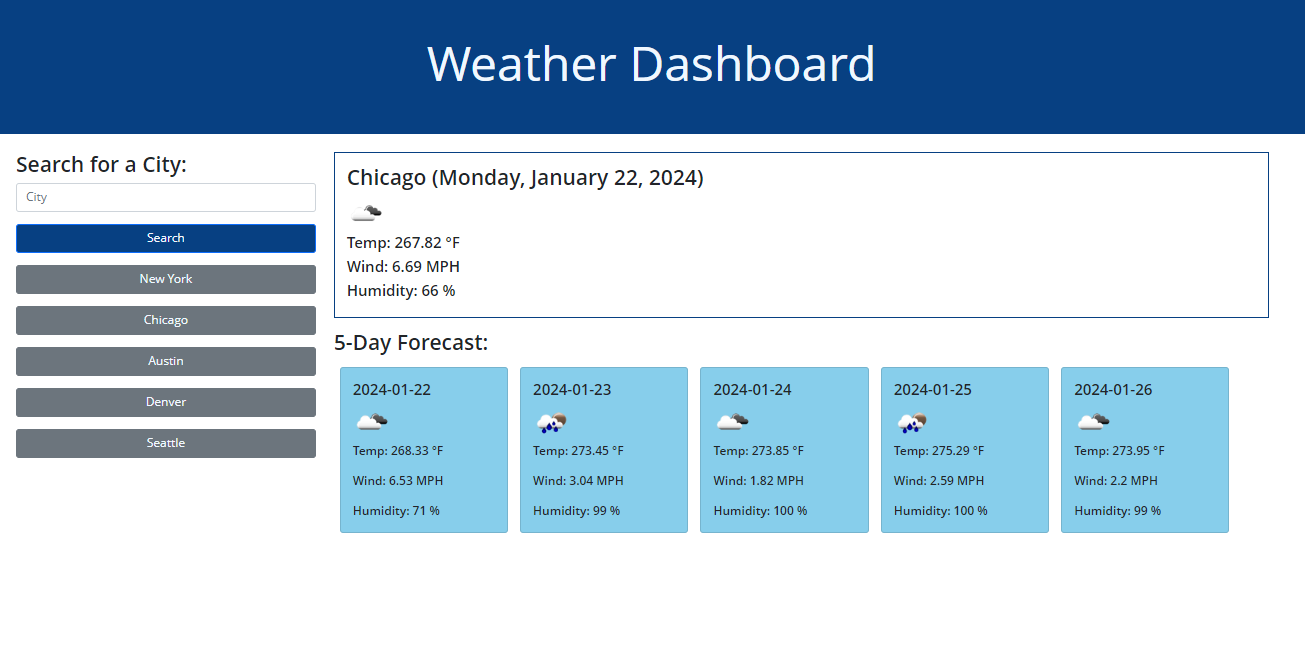 Weather Dashboard
Search for a City:
City
Search
New York
Chicago
Austin
Denver
Seattle
Chicago (Monday, January 22, 2024)
Temp: 267.82 °F
Wind: 6.69 MPH
Humidity: 66 %
5-Day Forecast:
2024-01-22
Temp: 268.33 °F
Wind: 6.53 MPH
Humidity: 71 %
2024-01-23
Temp: 273.45 °F
Wind: 3.04 MPH
Humidity: 99 %
2024-01-24
Temp: 273.85 °F
Wind: 1.82 MPH
Humidity: 100 %
2024-01-25
Temp: 275.29 °F
Wind: 2.59 MPH
Humidity: 100 %
2024-01-26
Temp: 273.95 °F
Wind: 2.2 MPH
Humidity: 99 %